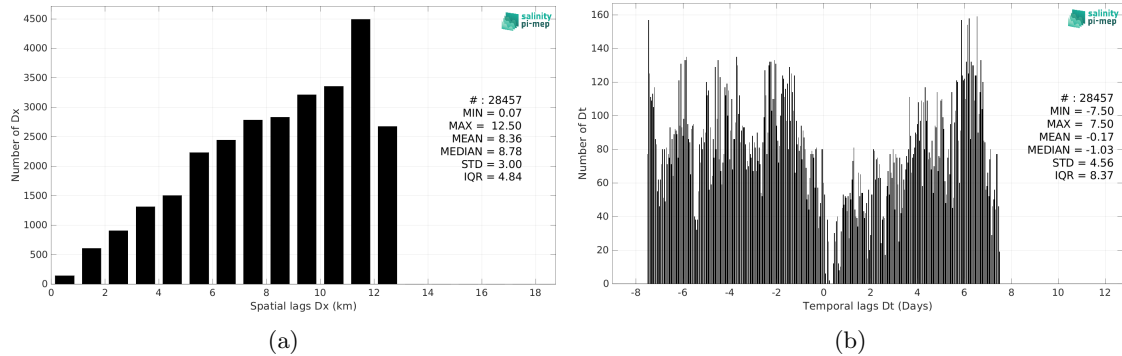 4500
4000
3500
3000
2500
2000
1500
1000
500
0
Number of Dx
0 2 4 6 8 10 12 14 16 18
Spatial lags Dx (km)
salinity
pi-mep
# : 28457
MIN = 0.07
MAX = 12.50
MEAN = 8.36
MEDIAN = 8.78
STD = 3.00
IQR = 4.84
(a)
160
140
120
100
80
60
40
20
0
Number of Dt
-8 -6 -4 -2 0 2 4 6 8 10 12
Temporal lags Dt (Days)
salinity
pi-mep
# : 28457
MIN = -7.50
MAX = 7.50
MEAN = -0.17
MEDIAN = -1.03
STD = 4.56
IQR = 8.37
(b)